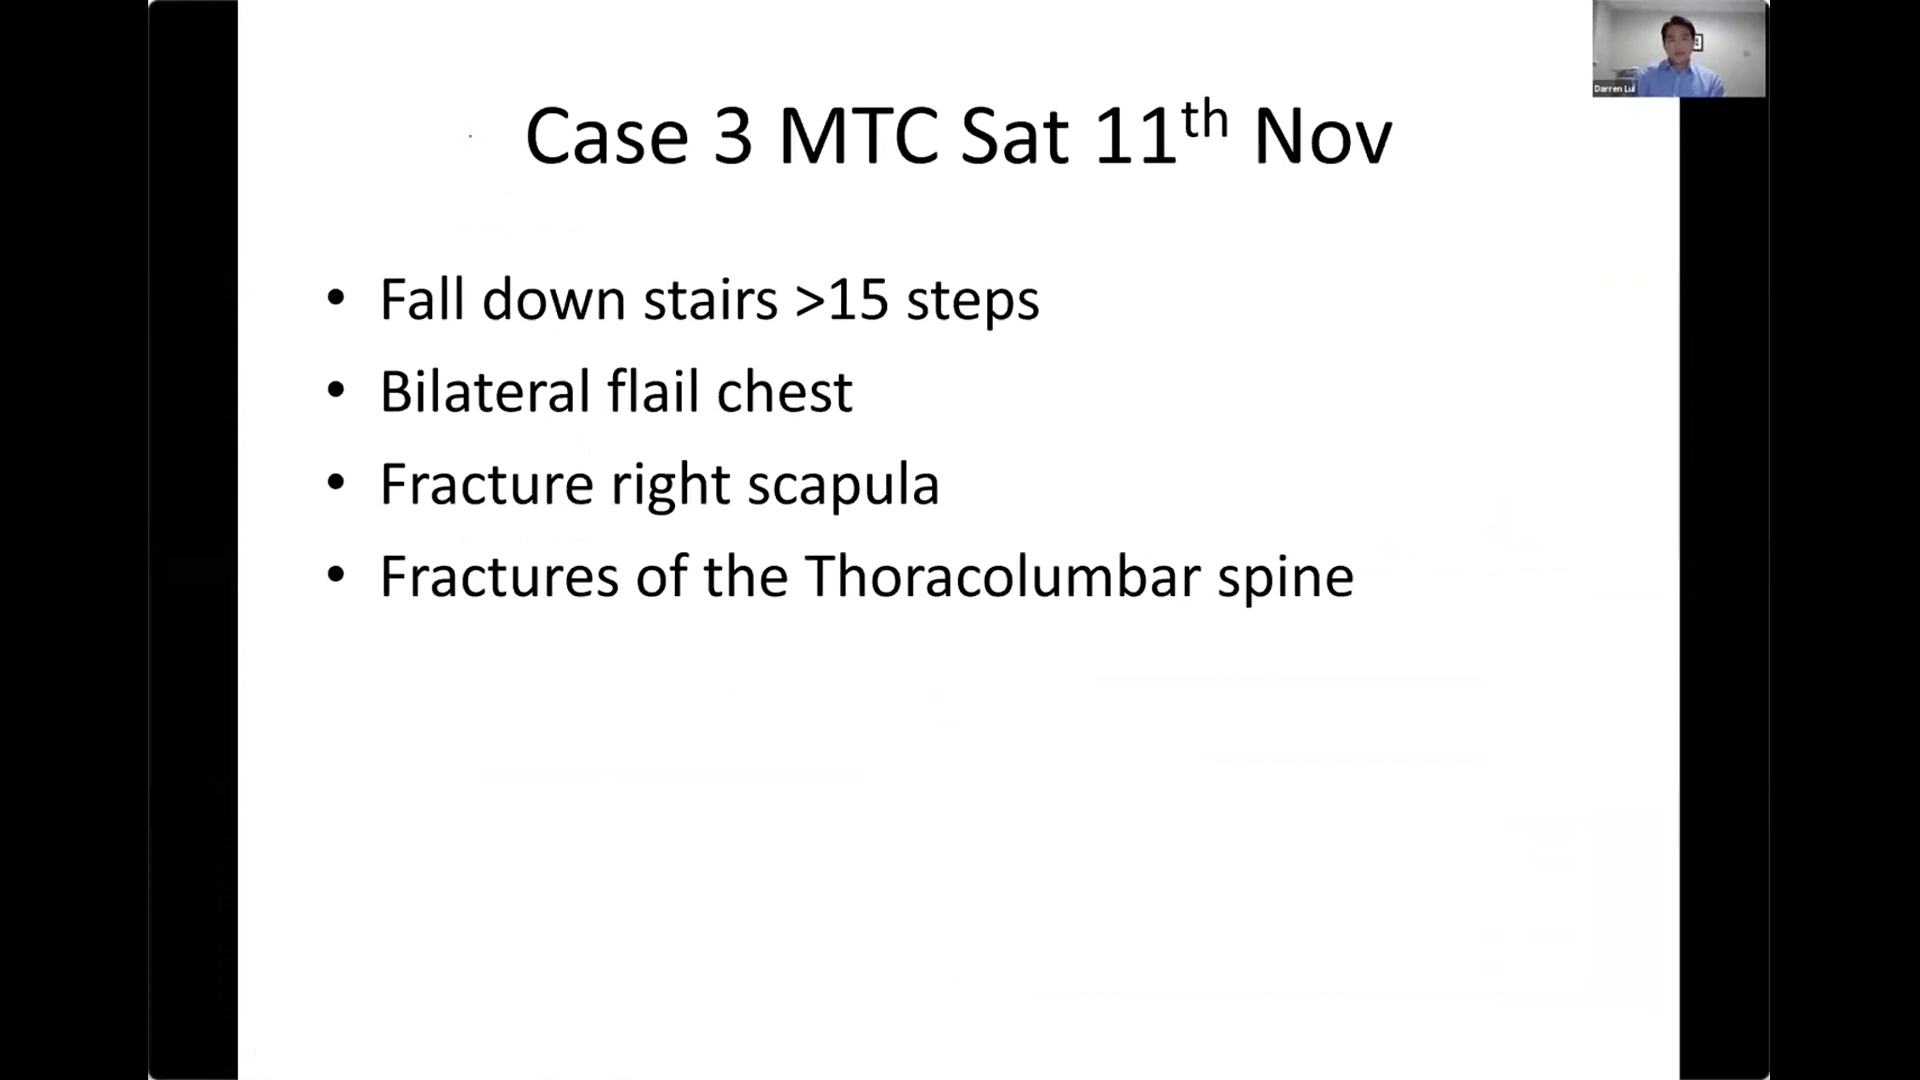 Case 3 MTC Sat 11th Nov
Darren Lui
• Fall down stairs >15 steps
• Bilateral flail chest
• Fracture right scapula
• Fractures of the Thoracolumbar spine